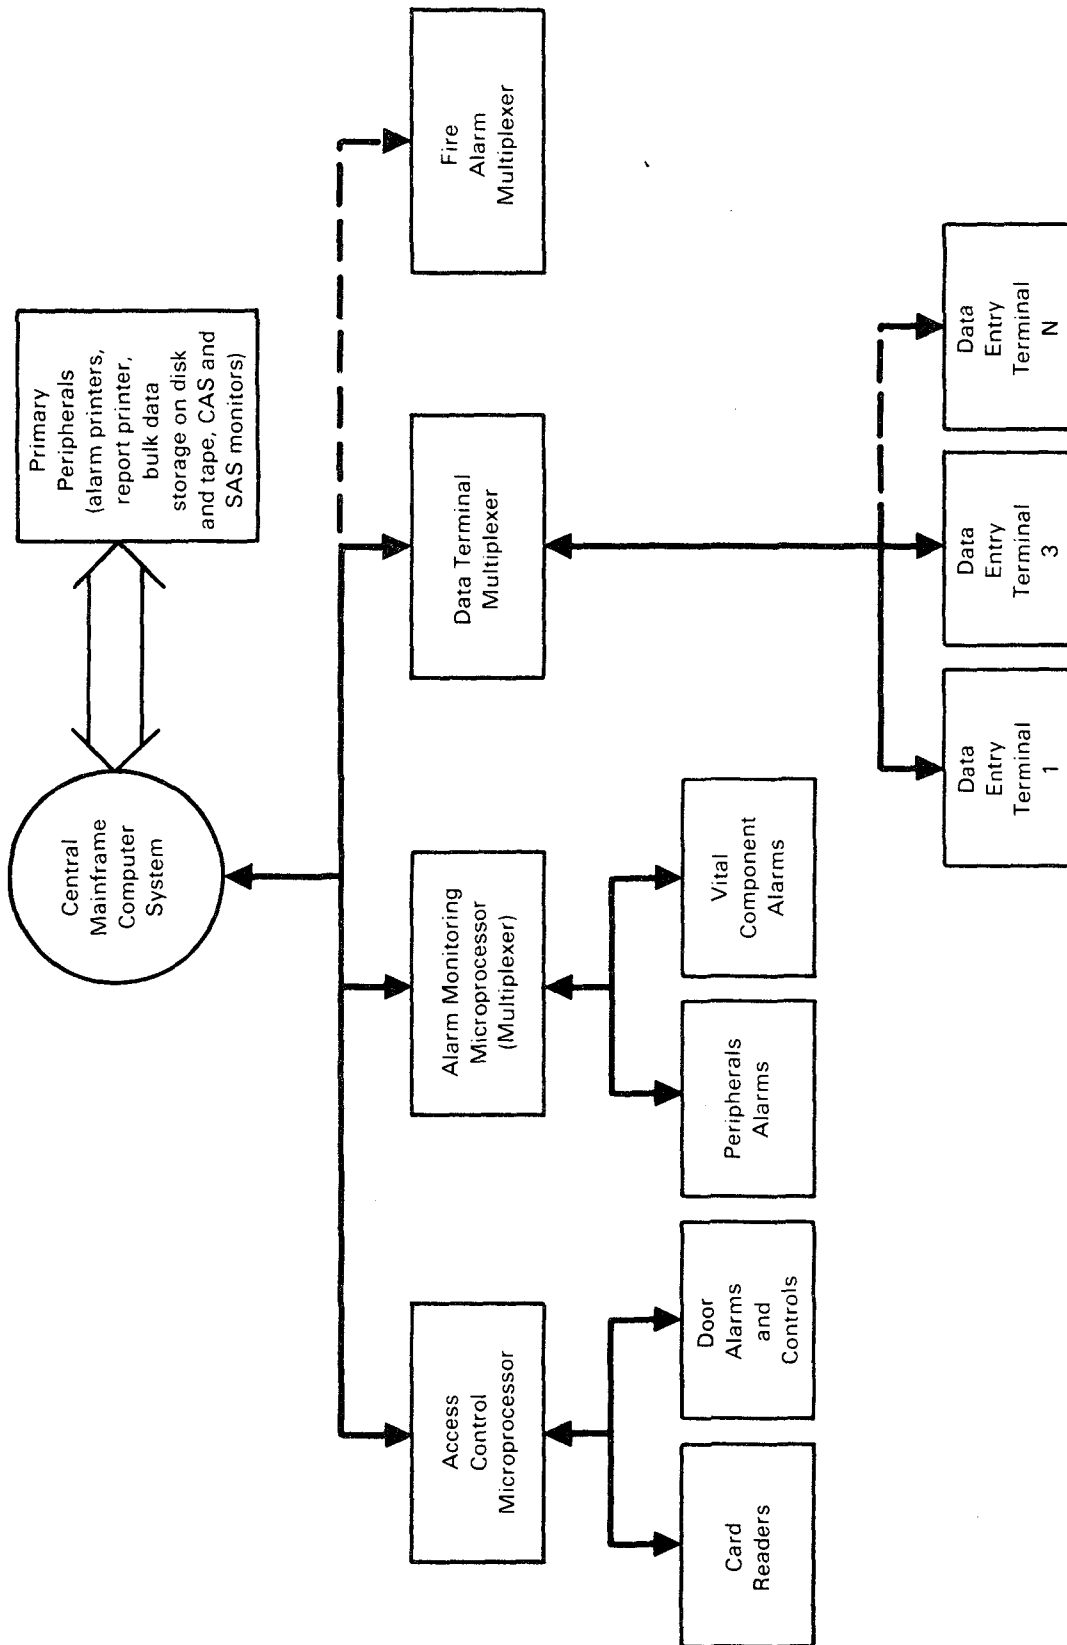 Central
Mainframe
Computer
System
Primary
Peripherals
(alarm printers,
report printer,
bulk data
storage on disk
and tape, CAS and
SAS monitors)
Access
Control
Microprocessor
Alarm Monitoring
Microprocessor
(Multiplexer)
Data Terminal
Multiplexer
Fire
Alarm
Multiplexer
Card
Readers
Door
Alarms
and
Controls
Peripherals
Alarms
Vital
Component
Alarms
Data
Entry
Terminal
1
Data
Entry
Terminal
3
Data
Entry
Terminal
N